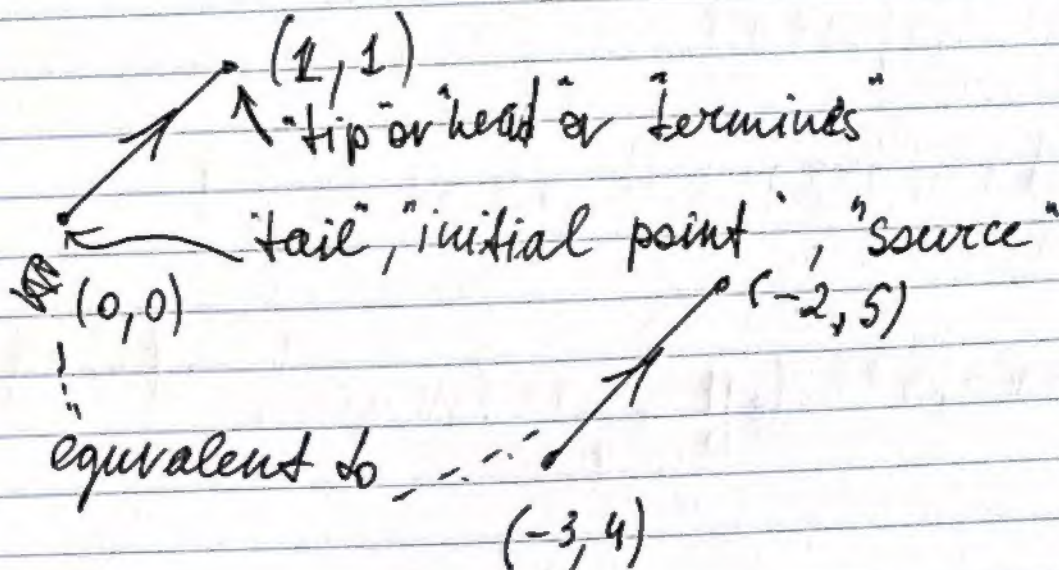 (1, 1)
"tip" or "head" or "terminus"
"tail", "initial point", "source"
(0,0)
(-2, 5)
equivalent to
(-3, 4)